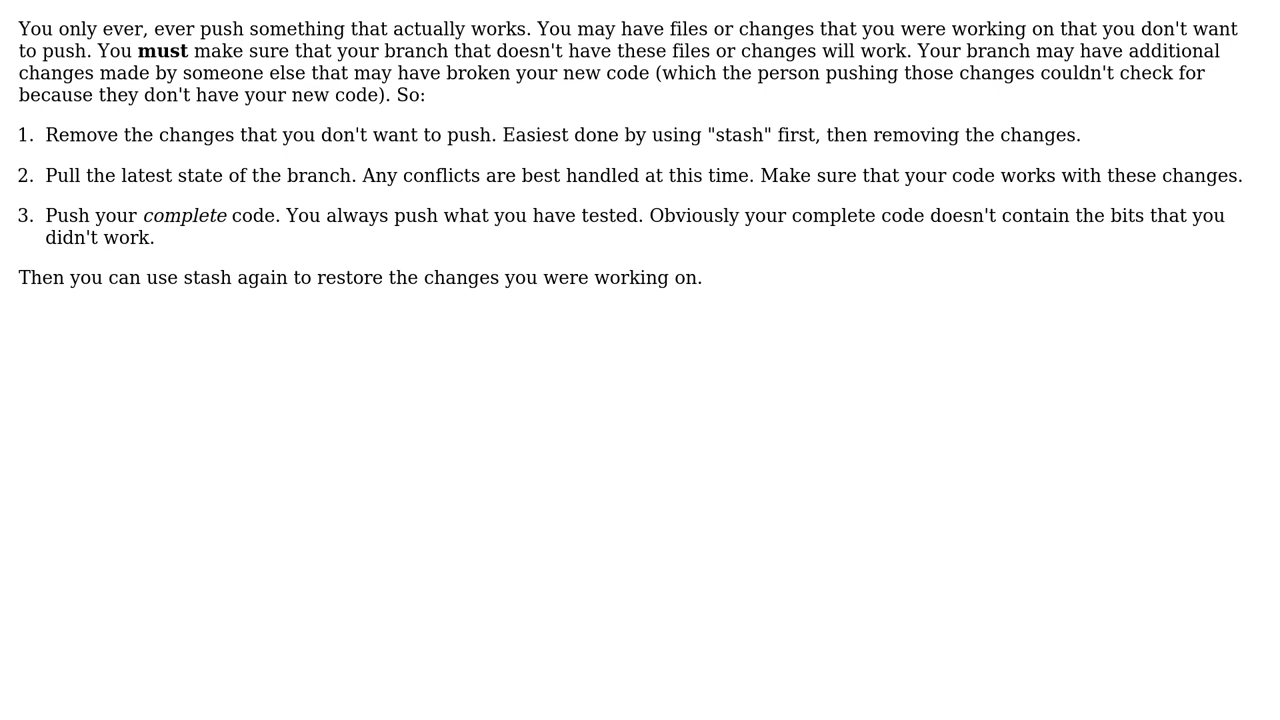 You only ever, ever push something that actually works. You may have files or changes that you were working on that you don't want
to push. You must make sure that your branch that doesn't have these files or changes will work. Your branch may have additional
changes made by someone else that may have broken your new code (which the person pushing those changes couldn't check for
because they don't have your new code). So:
1. Remove the changes that you don't want to push. Easiest done by using "stash" first, then removing the changes.
2. Pull the latest state of the branch. Any conflicts are best handled at this time. Make sure that your code works with these changes.
3. Push your complete code. You always push what you have tested. Obviously your complete code doesn't contain the bits that you
didn't work.
Then you can use stash again to restore the changes you were working on.